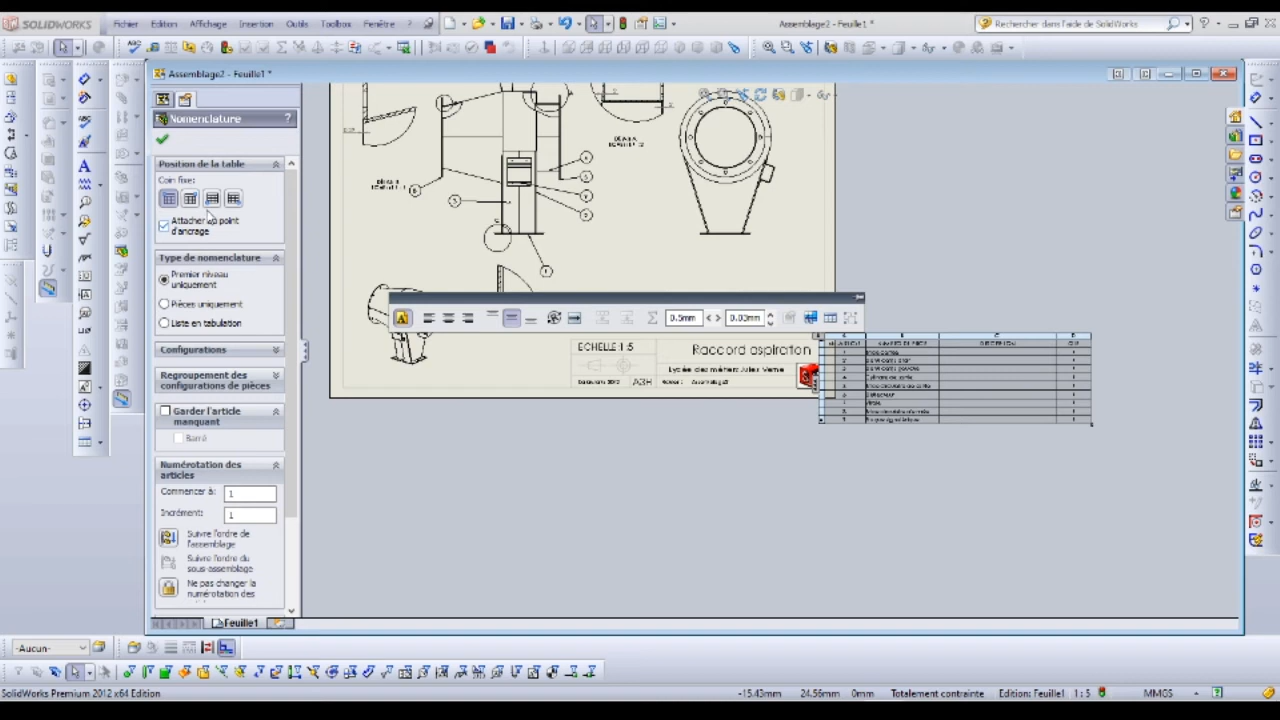 SOLIDWORKS
Fichier Edition Affichage Insertion Outils Toolbox Fenêtre ?
Assemblage2 - Feuille1 *
Rechercher dans l'aide de SolidWorks
Assemblage2 - Feuille1 *
Nomenclature ?
Position de la table
Coin fixe:
Attacher au point
d'ancrage
Type de nomenclature
Premier niveau
uniquement
Pièces uniquement
Liste en tabulation
Configurations
Regroupement des
configurations de pièces
Garder l'article
manquant
Barré
Numérotation des
articles
Commencer à: 1
Incrément: 1
Suivre l'ordre de
l'assemblage
Suivre l'ordre du
sous-assemblage
Ne pas changer la
numérotation des
0.5mm 0.03mm
ECHELLE 1:5
Raccord aspiration
Lycée des métiers Jules Verne
A3H
Assemblage2
Feuille1
-Aucun-
SolidWorks Premium 2012 x64 Edition
-15.43mm 24.56mm 0mm Totalement contrainte Edition: Feuille1 1 : 5 MMGS